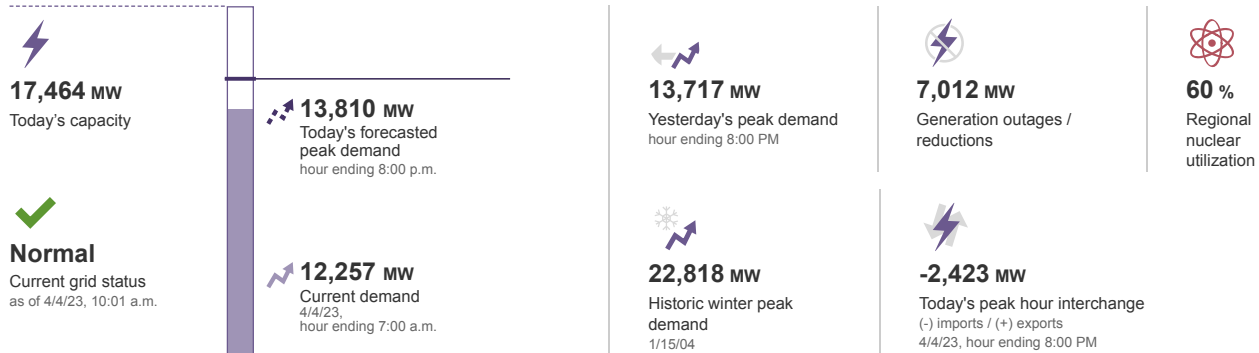 17,464 MW
Today's capacity
Normal
Current grid status
as of 4/4/23, 10:01 a.m.
13,810 MW
Today's forecasted
peak demand
hour ending 8:00 p.m.
12,257 MW
Current demand
4/4/23,
hour ending 7:00 a.m.
13,717 MW
Yesterday's peak demand
hour ending 8:00 PM
7,012 MW
Generation outages /
reductions
60 %
Regional
nuclear
utilization
22,818 MW
Historic winter peak
demand
1/15/04
-2,423 MW
Today's peak hour interchange
(-) imports / (+) exports
4/4/23, hour ending 8:00 PM